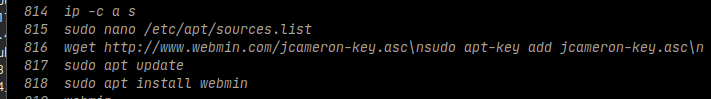 814 ip -c a s
815 sudo nano /etc/apt/sources.list
816 wget http://www.webmin.com/jcameron-key.asc\nsudo apt-key add jcameron-key.asc\n
817 sudo apt update
818 sudo apt install webmin